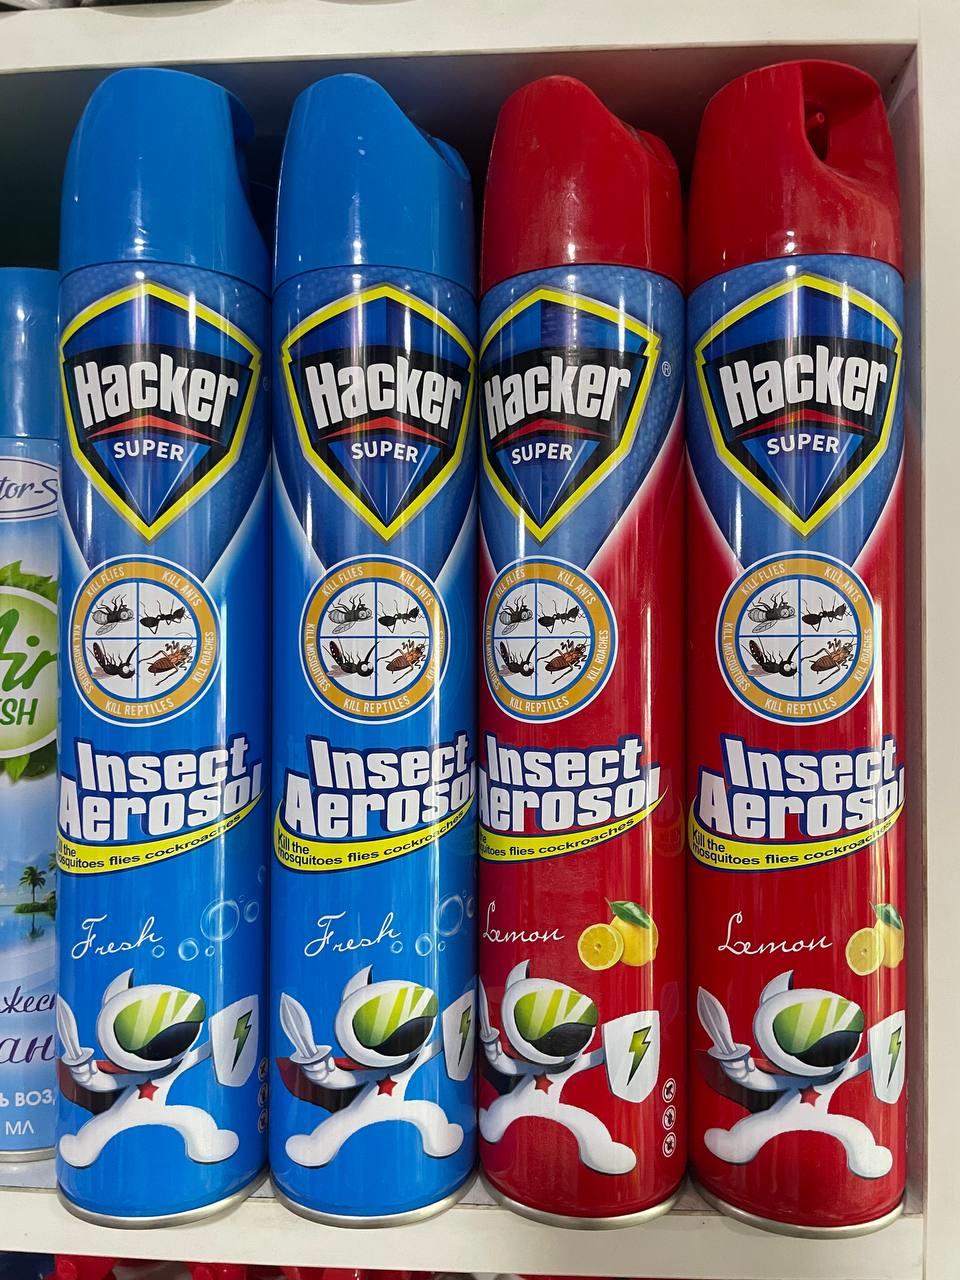 Hacker
SUPER
KILL FLIES KILL ANTS
KILL MOSQUITOES KILL ROACHES
KILL REPTILES
Insect
Aerosol
Kill the
mosquitoes flies cockroaches
Fresh
Hacker
SUPER
KILL FLIES KILL ANTS
KILL MOSQUITOES KILL ROACHES
KILL REPTILES
Insect
Aerosol
Kill the
mosquitoes flies cockroaches
Fresh
Hacker
SUPER
®
KILL FLIES KILL ANTS
KILL MOSQUITOES KILL ROACHES
KILL REPTILES
Insect
Aerosol
the
mosquitoes flies cockroaches
Lemon
Hacker
SUPER
KILL FLIES KILL ANTS
KILL MOSQUITOES KILL ROACHES
KILL REPTILES
Insect
Aerosol
Kill the
mosquitoes flies cockroaches
Lemon
tor-S
Air
SH
жес
ан
Ь ВОЗ
МЛ